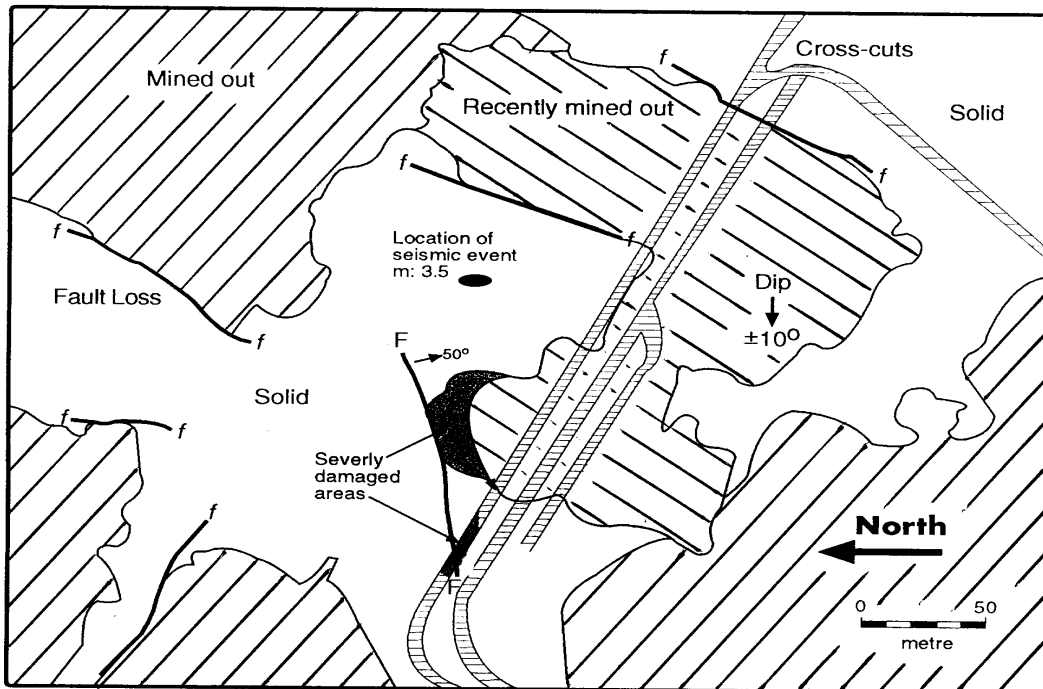 Cross-cuts
f
Mined out
Recently mined out
Solid
f
f
f
f
Location of
seismic event
m: 3.5
Dip
Fault Loss
±10°
F
50°
f
Solid
f
f
Severly
damaged
areas
f
North
F
0 50
metre